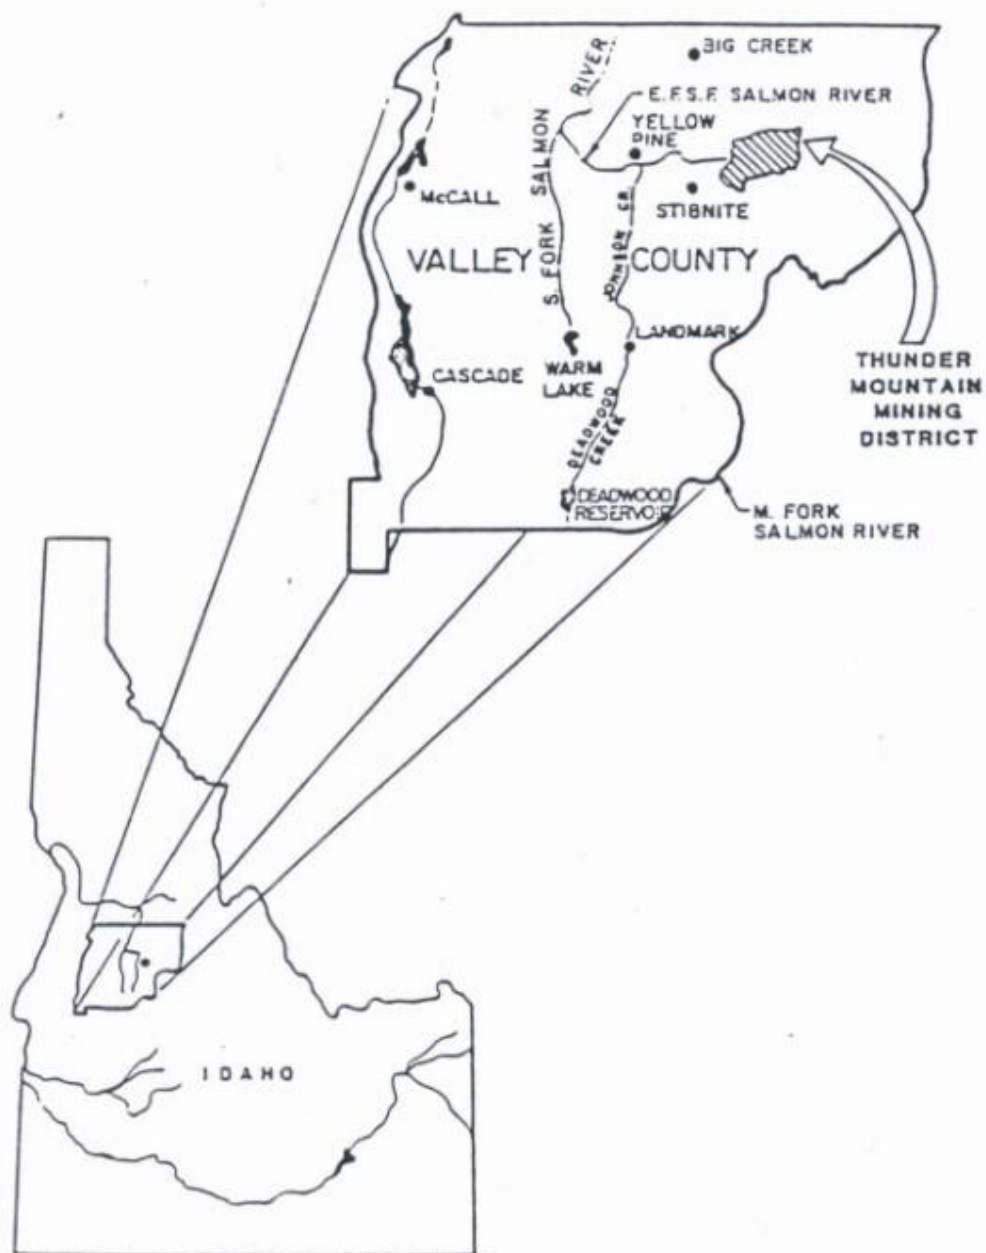 BIG CREEK
RIVER
E.F.S.F. SALMON RIVER
YELLOW
PINE
S. FORK SALMON
McCALL
STIBNITE
JOHNSON CR.
VALLEY COUNTY
LANDMARK
WARM
LAKE
CASCADE
THUNDER
MOUNTAIN
MINING
DISTRICT
DEADWOOD
CREEK
DEADWOOD
RESERVOIR
M. FORK
SALMON RIVER
IDAHO